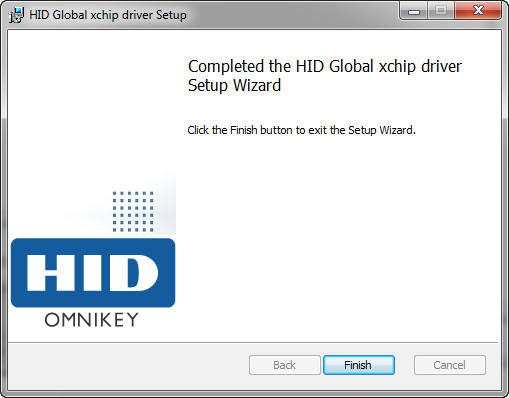 HID Global xchip driver Setup
Completed the HID Global xchip driver
Setup Wizard
Click the Finish button to exit the Setup Wizard.
HID
OMNIKEY
Back
Finish
Cancel